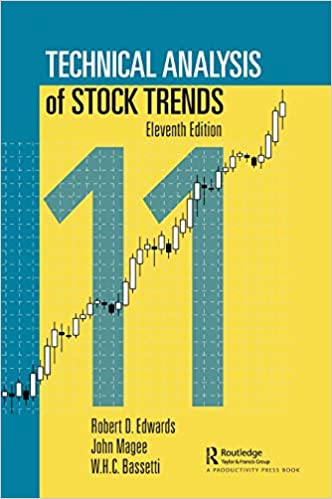 TECHNICAL ANALYSIS
of STOCK TRENDS
Eleventh Edition
11
Robert D. Edwards
John Magee
W.H.C. Bassetti
Routledge
Taylor & Francis Group
A PRODUCTIVITY PRESS BOOK